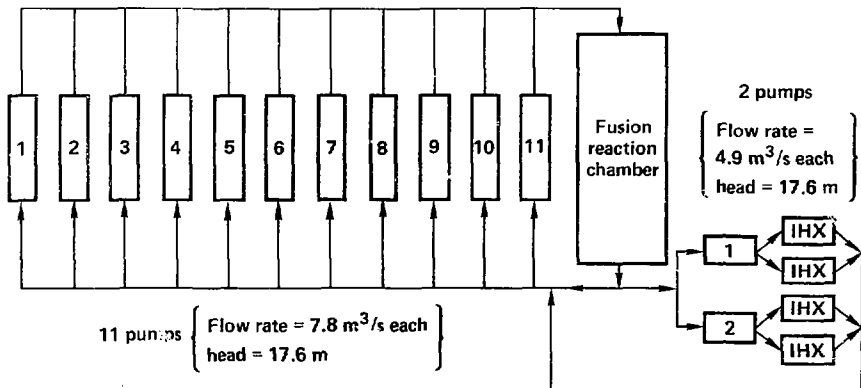 1 2 3 4 5 6 7 8 9 10 11
Fusion
reaction
chamber
2 pumps
Flow rate =
4.9 m³/s each
head = 17.6 m
1
IHX
IHX
2
IHX
IHX
11 pumps
Flow rate = 7.8 m³/s each
head = 17.6 m